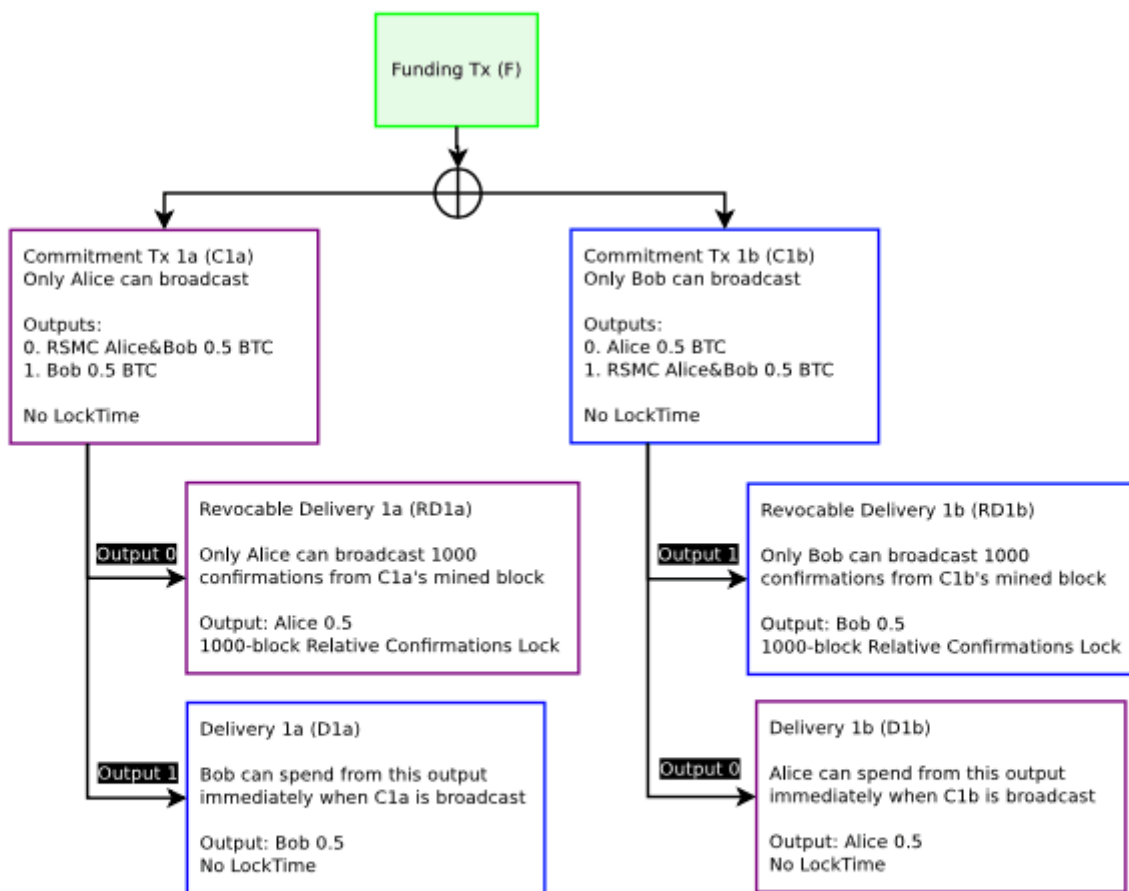 Funding Tx (F)
Commitment Tx 1a (C1a)
Only Alice can broadcast
Outputs:
0. RSMC Alice&Bob 0.5 BTC
1. Bob 0.5 BTC
No LockTime
Commitment Tx 1b (C1b)
Only Bob can broadcast
Outputs:
0. Alice 0.5 BTC
1. RSMC Alice&Bob 0.5 BTC
No LockTime
Output 0
Revocable Delivery 1a (RD1a)
Only Alice can broadcast 1000
confirmations from C1a's mined block
Output: Alice 0.5
1000-block Relative Confirmations Lock
Output 1
Revocable Delivery 1b (RD1b)
Only Bob can broadcast 1000
confirmations from C1b's mined block
Output: Bob 0.5
1000-block Relative Confirmations Lock
Output 1
Delivery 1a (D1a)
Bob can spend from this output
immediately when C1a is broadcast
Output: Bob 0.5
No LockTime
Output 0
Delivery 1b (D1b)
Alice can spend from this output
immediately when C1b is broadcast
Output: Alice 0.5
No LockTime